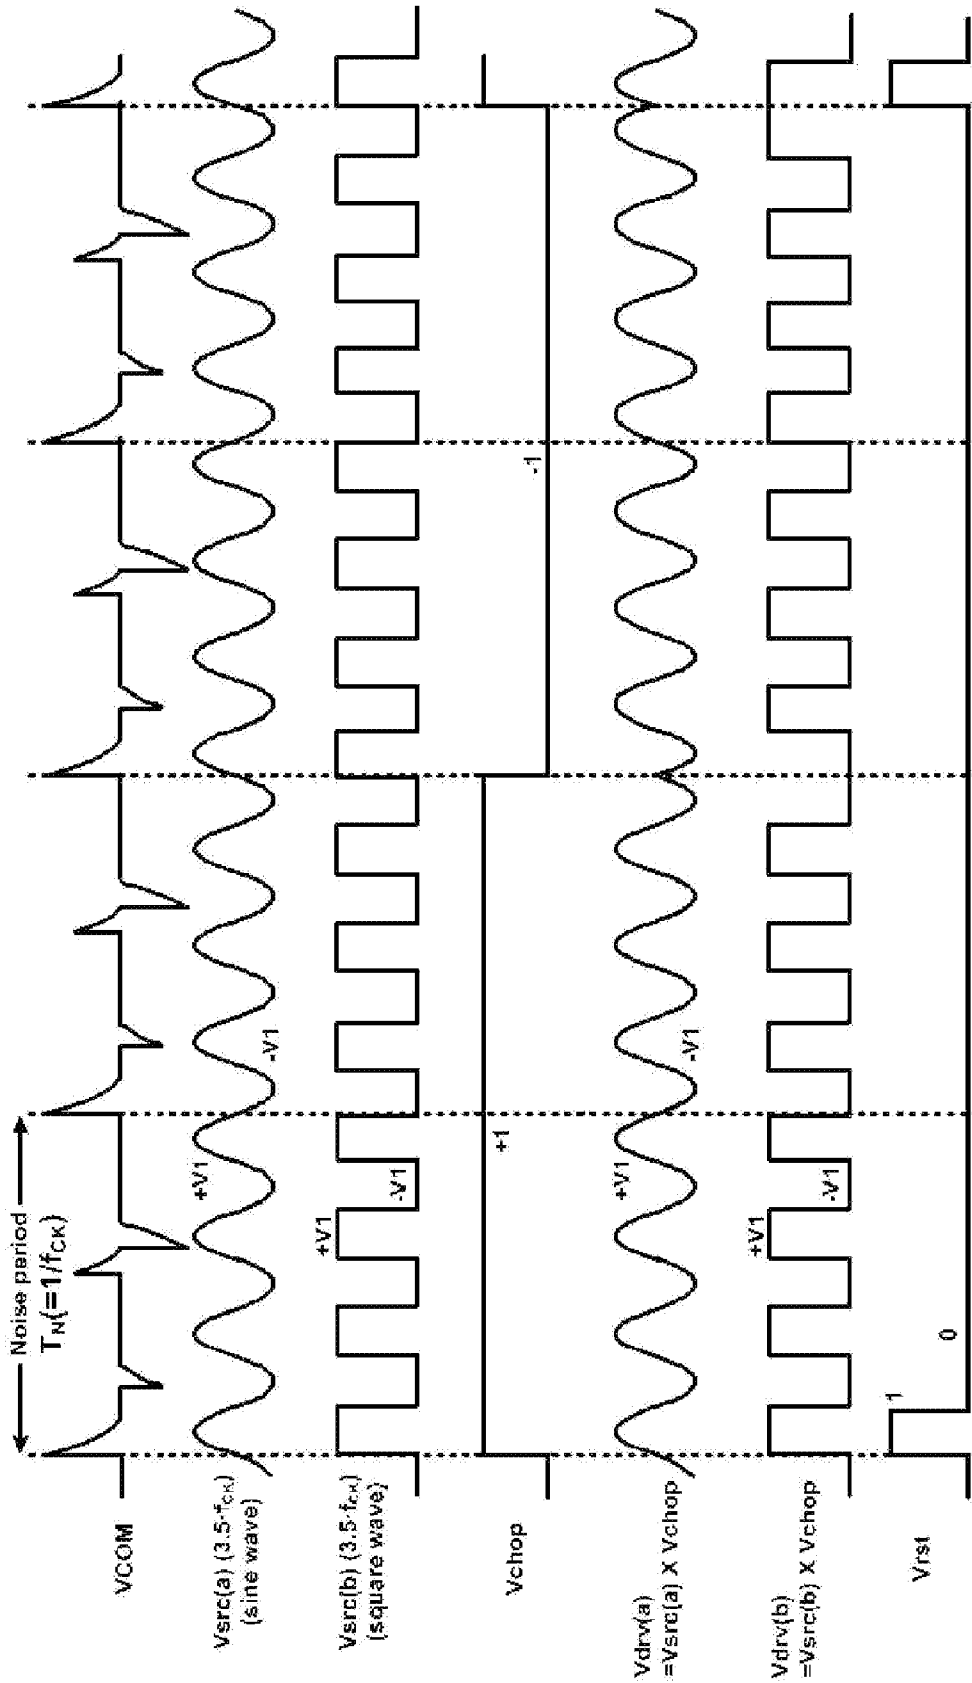 Noise period
TN(=1/fCK)
VCOM
Vsrc(a) (3.5·fCK)
(sine wave)
+V1
-V1
Vsrc(b) (3.5·fCK)
(square wave)
+V1
-V1
Vchop
+1
-1
Vdrv(a)
=Vsrc(a) X Vchop
+V1
-V1
Vdrv(b)
=Vsrc(b) X Vchop
+V1
-V1
Vrst
1
0